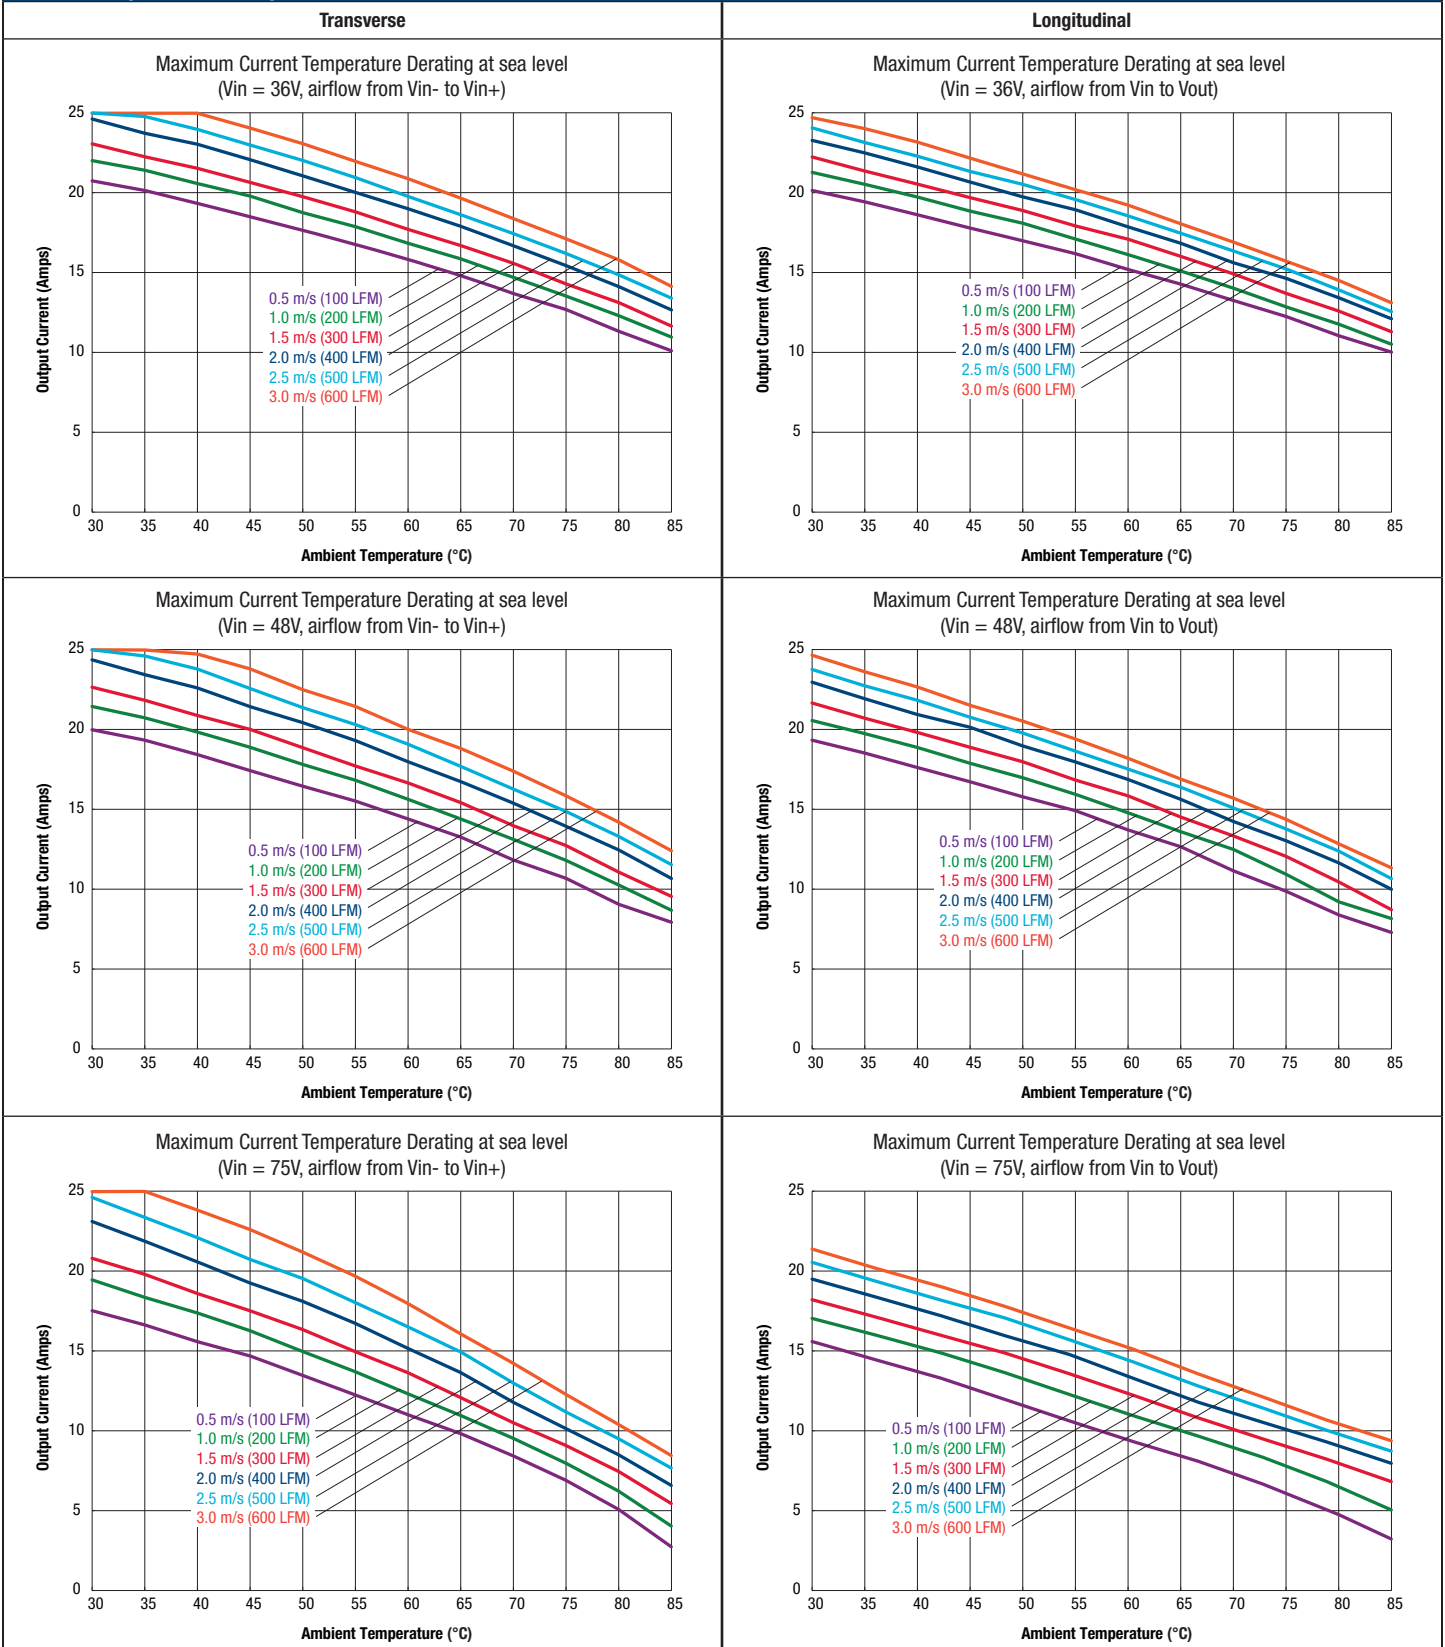 Transverse
Longitudinal
Maximum Current Temperature Derating at sea level
(Vin = 36V, airflow from Vin- to Vin+)
Output Current (Amps)
25
20
15
10
5
0
0.5 m/s (100 LFM)
1.0 m/s (200 LFM)
1.5 m/s (300 LFM)
2.0 m/s (400 LFM)
2.5 m/s (500 LFM)
3.0 m/s (600 LFM)
30 35 40 45 50 55 60 65 70 75 80 85
Ambient Temperature (°C)
Maximum Current Temperature Derating at sea level
(Vin = 36V, airflow from Vin to Vout)
Output Current (Amps)
25
20
15
10
5
0
0.5 m/s (100 LFM)
1.0 m/s (200 LFM)
1.5 m/s (300 LFM)
2.0 m/s (400 LFM)
2.5 m/s (500 LFM)
3.0 m/s (600 LFM)
30 35 40 45 50 55 60 65 70 75 80 85
Ambient Temperature (°C)
Maximum Current Temperature Derating at sea level
(Vin = 48V, airflow from Vin- to Vin+)
Output Current (Amps)
25
20
15
10
5
0
0.5 m/s (100 LFM)
1.0 m/s (200 LFM)
1.5 m/s (300 LFM)
2.0 m/s (400 LFM)
2.5 m/s (500 LFM)
3.0 m/s (600 LFM)
30 35 40 45 50 55 60 65 70 75 80 85
Ambient Temperature (°C)
Maximum Current Temperature Derating at sea level
(Vin = 48V, airflow from Vin to Vout)
Output Current (Amps)
25
20
15
10
5
0
0.5 m/s (100 LFM)
1.0 m/s (200 LFM)
1.5 m/s (300 LFM)
2.0 m/s (400 LFM)
2.5 m/s (500 LFM)
3.0 m/s (600 LFM)
30 35 40 45 50 55 60 65 70 75 80 85
Ambient Temperature (°C)
Maximum Current Temperature Derating at sea level
(Vin = 75V, airflow from Vin- to Vin+)
Output Current (Amps)
25
20
15
10
5
0
0.5 m/s (100 LFM)
1.0 m/s (200 LFM)
1.5 m/s (300 LFM)
2.0 m/s (400 LFM)
2.5 m/s (500 LFM)
3.0 m/s (600 LFM)
30 35 40 45 50 55 60 65 70 75 80 85
Ambient Temperature (°C)
Maximum Current Temperature Derating at sea level
(Vin = 75V, airflow from Vin to Vout)
Output Current (Amps)
25
20
15
10
5
0
0.5 m/s (100 LFM)
1.0 m/s (200 LFM)
1.5 m/s (300 LFM)
2.0 m/s (400 LFM)
2.5 m/s (500 LFM)
3.0 m/s (600 LFM)
30 35 40 45 50 55 60 65 70 75 80 85
Ambient Temperature (°C)